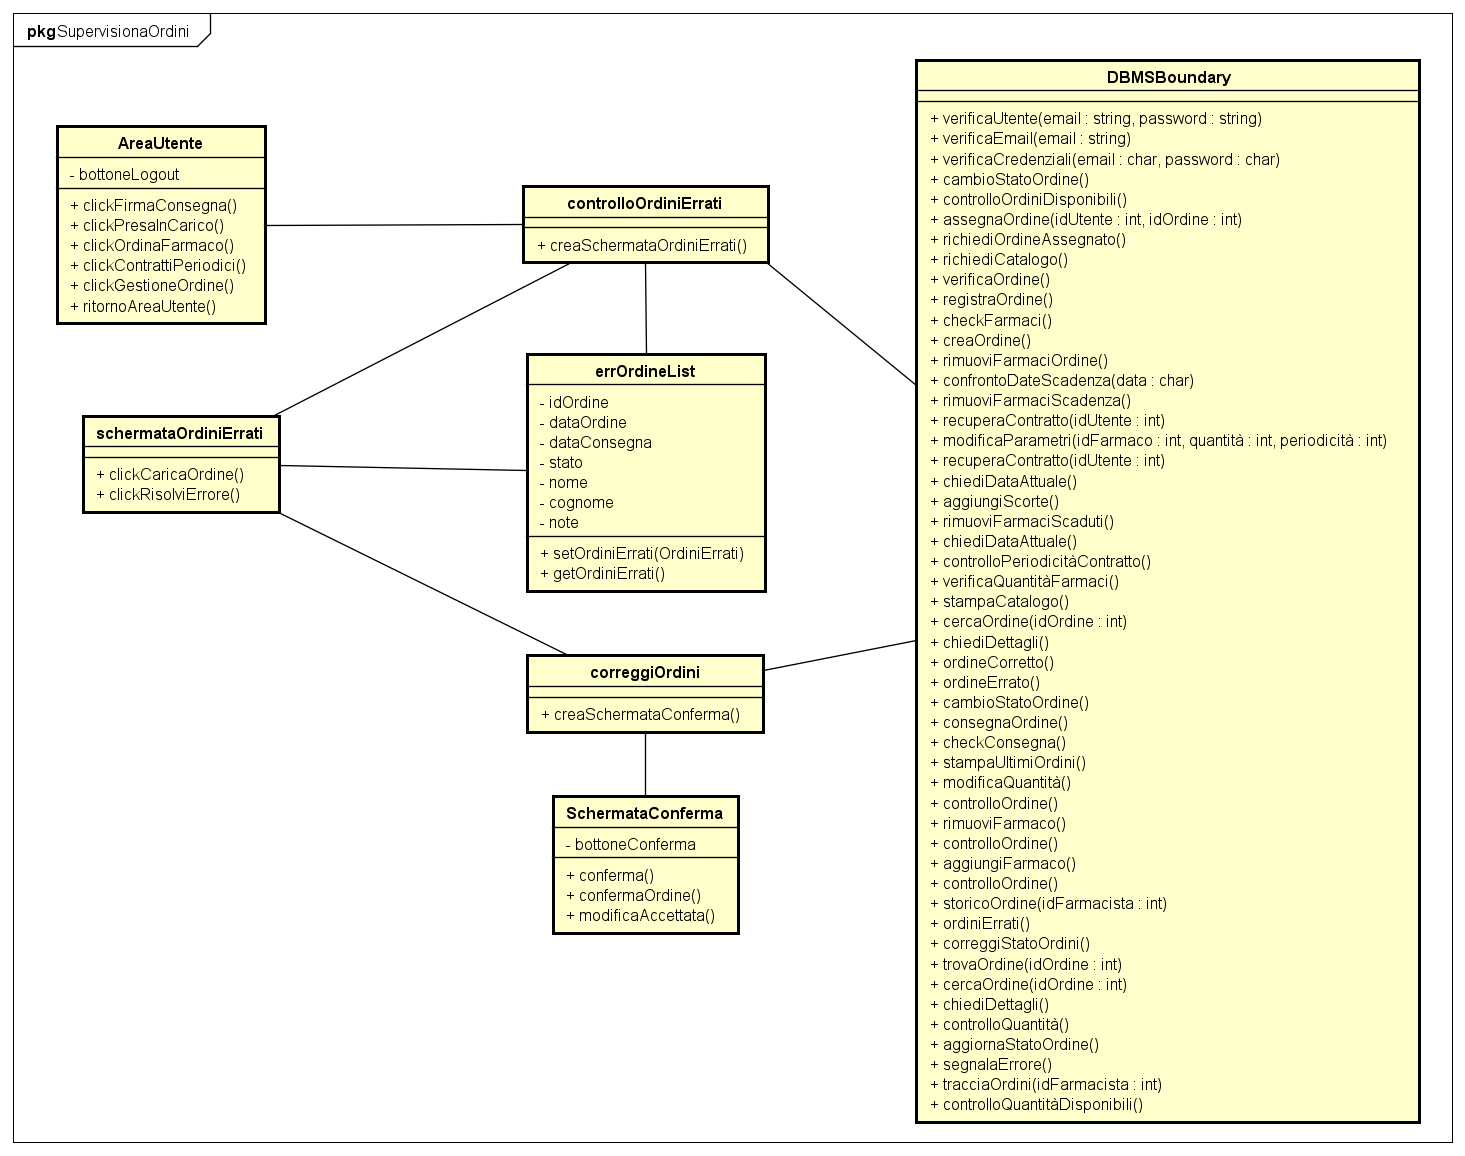 pkg SupervisionaOrdini
AreaUtente
- bottoneLogout
+ clickFirmaConsegna()
+ clickPresaInCarico()
+ clickOrdinaFarmaco()
+ clickContrattiPeriodici()
+ clickGestioneOrdine()
+ ritornoAreaUtente()
controlloOrdiniErrati
+ creaSchermataOrdiniErrati()
schermataOrdiniErrati
+ clickCaricaOrdine()
+ clickRisolviErrore()
errOrdineList
- idOrdine
- dataOrdine
- dataConsegna
- stato
- nome
- cognome
- note
+ setOrdiniErrati(OrdiniErrati)
+ getOrdiniErrati()
correggiOrdini
+ creaSchermataConferma()
SchermataConferma
- bottoneConferma
+ conferma()
+ confermaOrdine()
+ modificaAccettata()
DBMSBoundary
+ verificaUtente(email : string, password : string)
+ verificaEmail(email : string)
+ verificaCredenziali(email : char, password : char)
+ cambioStatoOrdine()
+ controlloOrdiniDisponibili()
+ assegnaOrdine(idUtente : int, idOrdine : int)
+ richiediOrdineAssegnato()
+ richiediCatalogo()
+ verificaOrdine()
+ registraOrdine()
+ checkFarmaci()
+ creaOrdine()
+ rimuoviFarmaciOrdine()
+ confrontoDateScadenza(data : char)
+ rimuoviFarmaciScadenza()
+ recuperaContratto(idUtente : int)
+ modificaParametri(idFarmaco : int, quantità : int, periodicità : int)
+ recuperaContratto(idUtente : int)
+ chiediDataAttuale()
+ aggiungiScorte()
+ rimuoviFarmaciScaduti()
+ chiediDataAttuale()
+ controlloPeriodicitàContratto()
+ verificaQuantitàFarmaci()
+ stampaCatalogo()
+ cercaOrdine(idOrdine : int)
+ chiediDettagli()
+ ordineCorretto()
+ ordineErrato()
+ cambioStatoOrdine()
+ consegnaOrdine()
+ checkConsegna()
+ stampaUltimiOrdini()
+ modificaQuantità()
+ controlloOrdine()
+ rimuoviFarmaco()
+ controlloOrdine()
+ aggiungiFarmaco()
+ controlloOrdine()
+ storicoOrdine(idFarmacista : int)
+ ordiniErrati()
+ correggiStatoOrdini()
+ trovaOrdine(idOrdine : int)
+ cercaOrdine(idOrdine : int)
+ chiediDettagli()
+ controlloQuantità()
+ aggiornaStatoOrdine()
+ segnalaErrore()
+ tracciaOrdini(idFarmacista : int)
+ controlloQuantitàDisponibili()